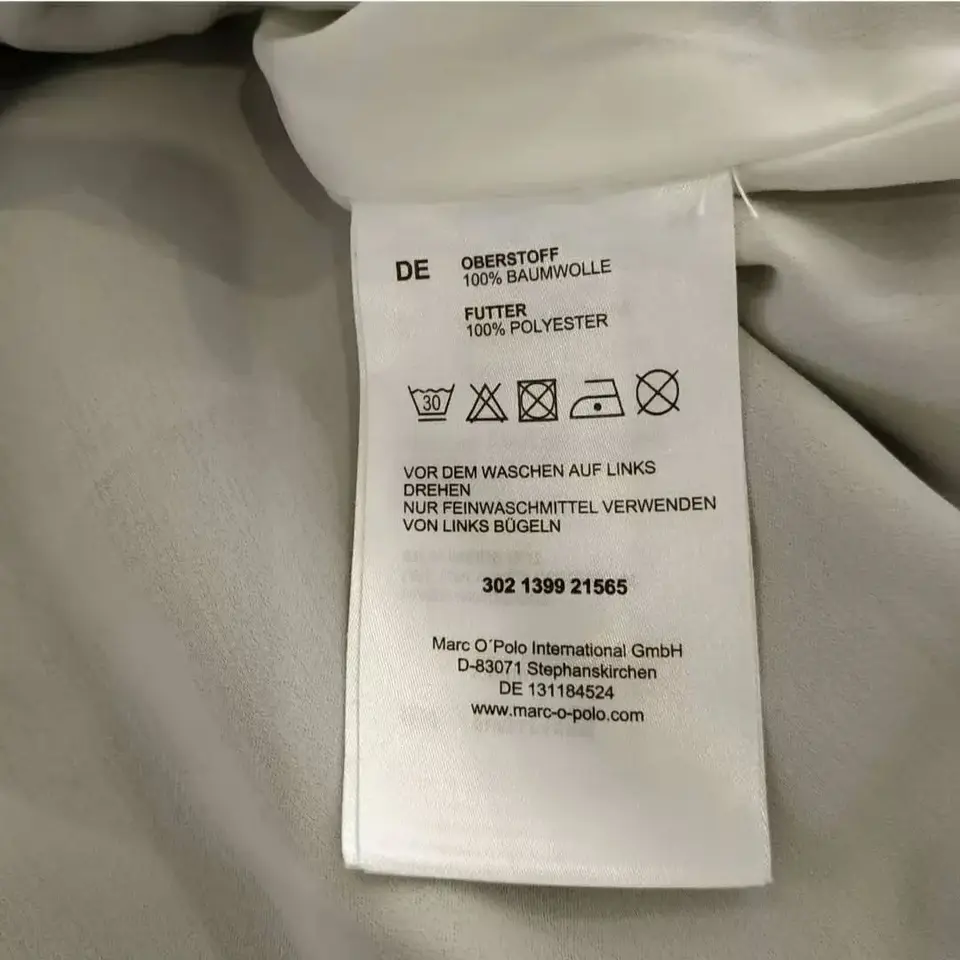 DE
OBERSTOFF
100% BAUMWOLLE
FUTTER
100% POLYESTER
30
VOR DEM WASCHEN AUF LINKS
DREHEN
NUR FEINWASCHMITTEL VERWENDEN
VON LINKS BÜGELN
302 1399 21565
Marc O´Polo International GmbH
D-83071 Stephanskirchen
DE 131184524
www.marc-o-polo.com